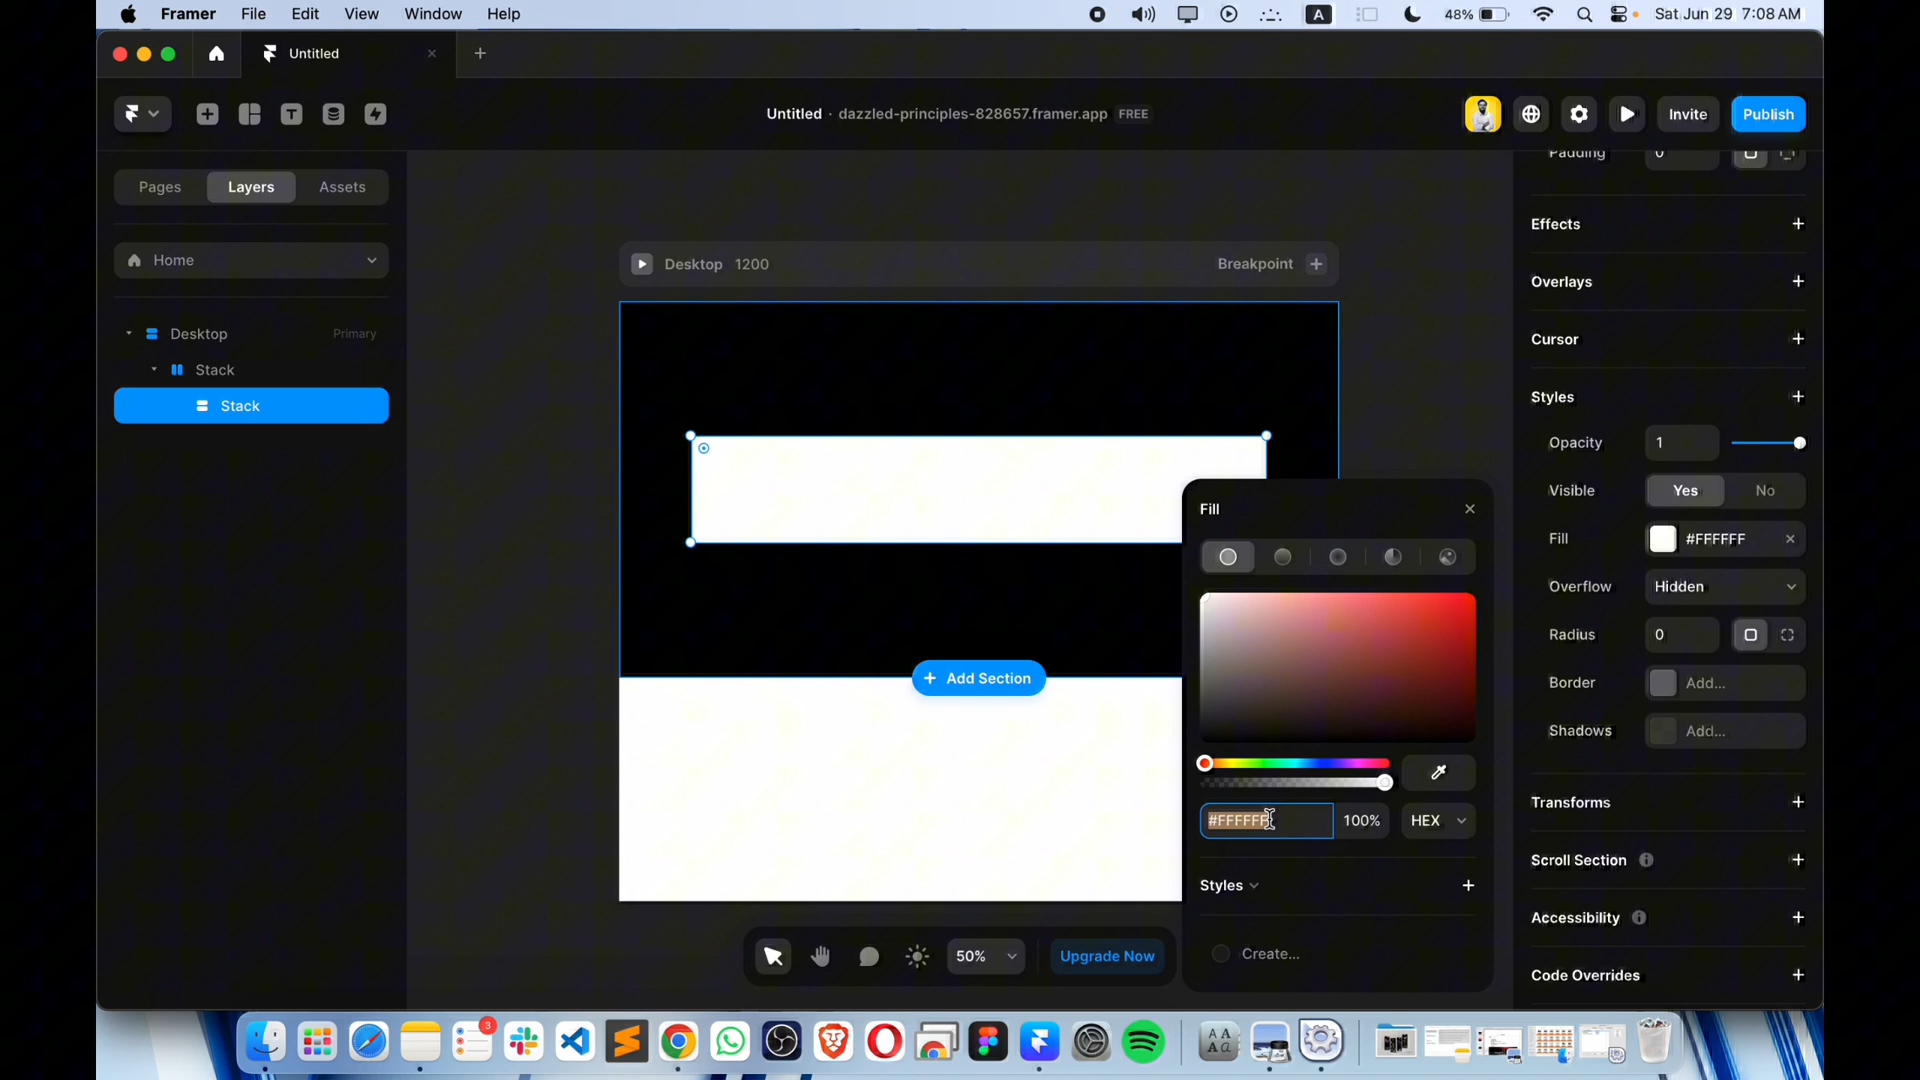 Framer File Edit View Window Help A 48% Sat Jun 29 7:08 AM
Untitled
Untitled · dazzled-principles-828657.framer.app FREE Invite Publish
Pages Layers Assets
Home
Desktop Primary
Stack
Stack
Desktop 1200 Breakpoint
Add Section
Padding 0
Effects
Overlays
Cursor
Styles
Opacity 1
Visible Yes No
Fill #FFFFFF
Overflow Hidden
Radius 0
Border Add...
Shadows Add...
Transforms
Scroll Section
Accessibility
Code Overrides
Fill
#FFFFFF 100% HEX
Styles
Create...
50% Upgrade Now
3